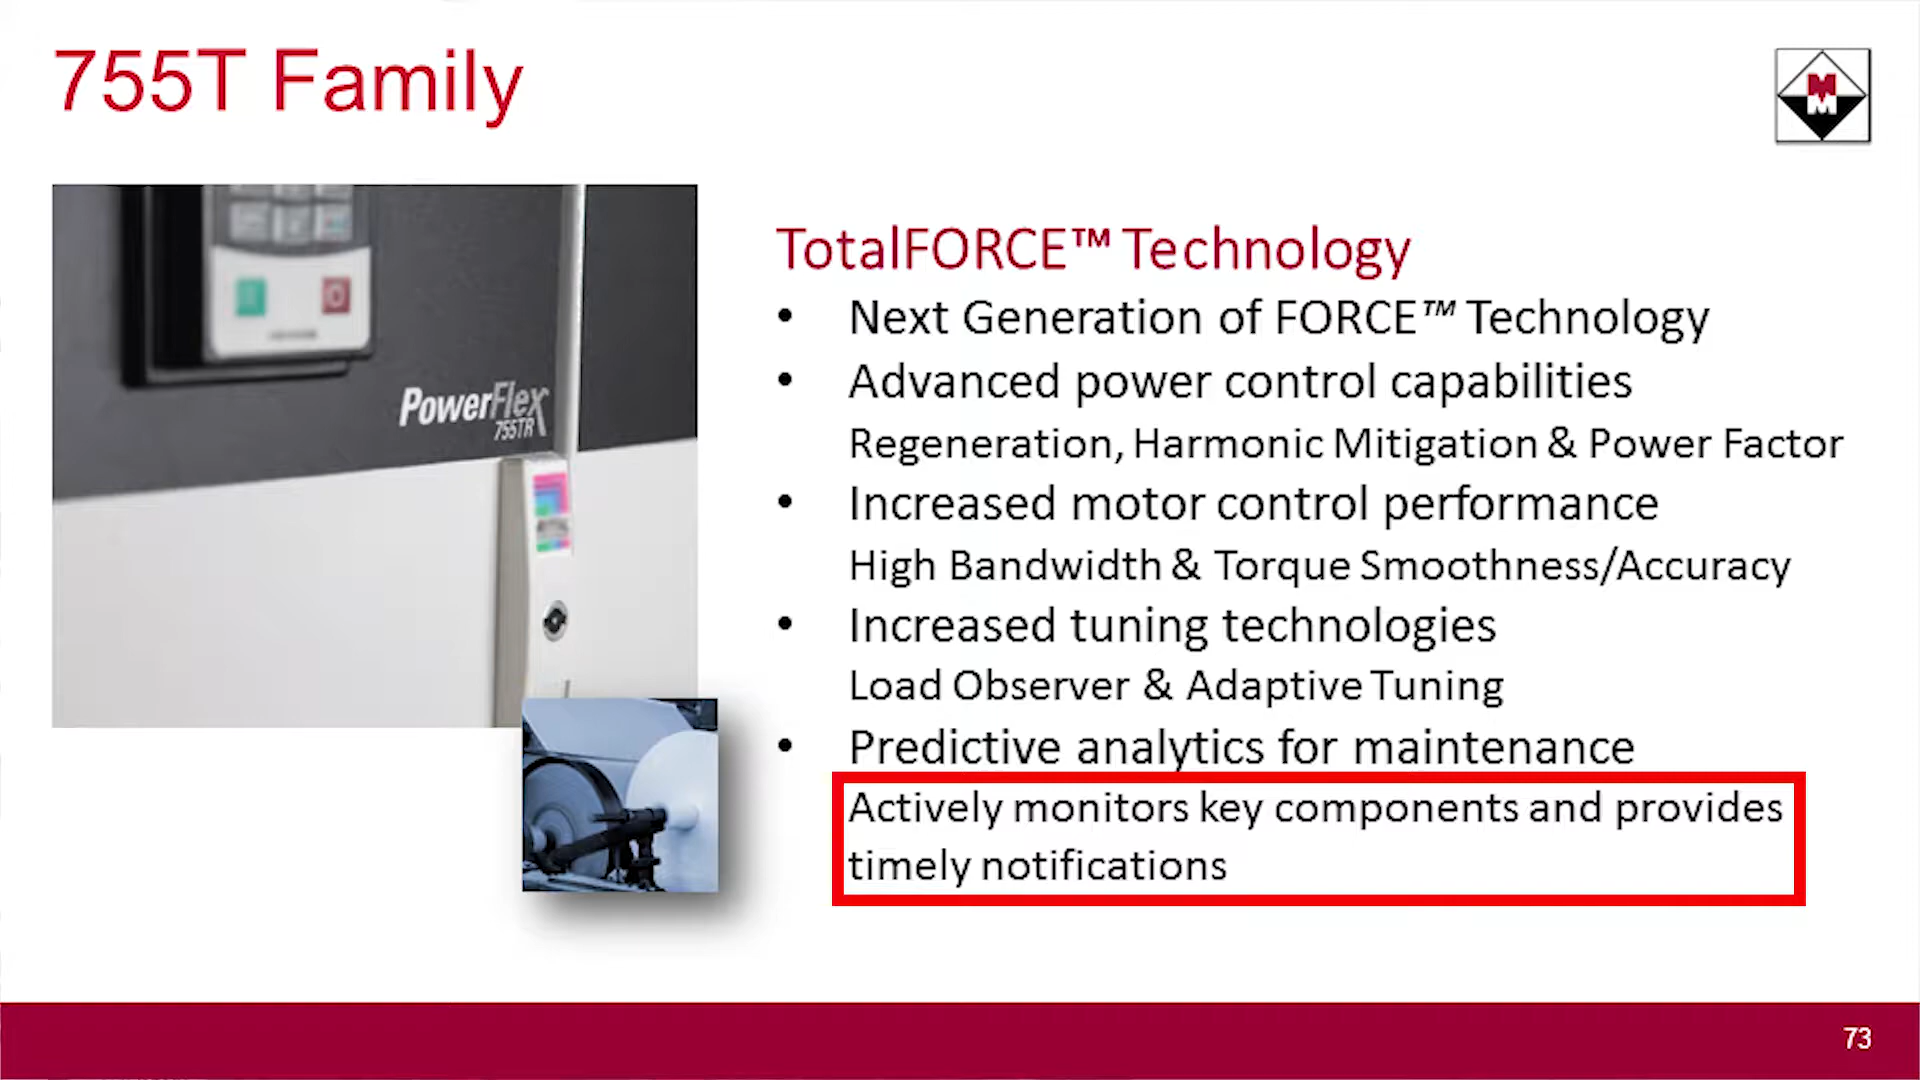 755T Family
M
M
PowerFlex
755TR
TotalFORCE™ Technology
• Next Generation of FORCE™ Technology
• Advanced power control capabilities
Regeneration, Harmonic Mitigation & Power Factor
• Increased motor control performance
High Bandwidth & Torque Smoothness/Accuracy
• Increased tuning technologies
Load Observer & Adaptive Tuning
• Predictive analytics for maintenance
Actively monitors key components and provides
timely notifications
73